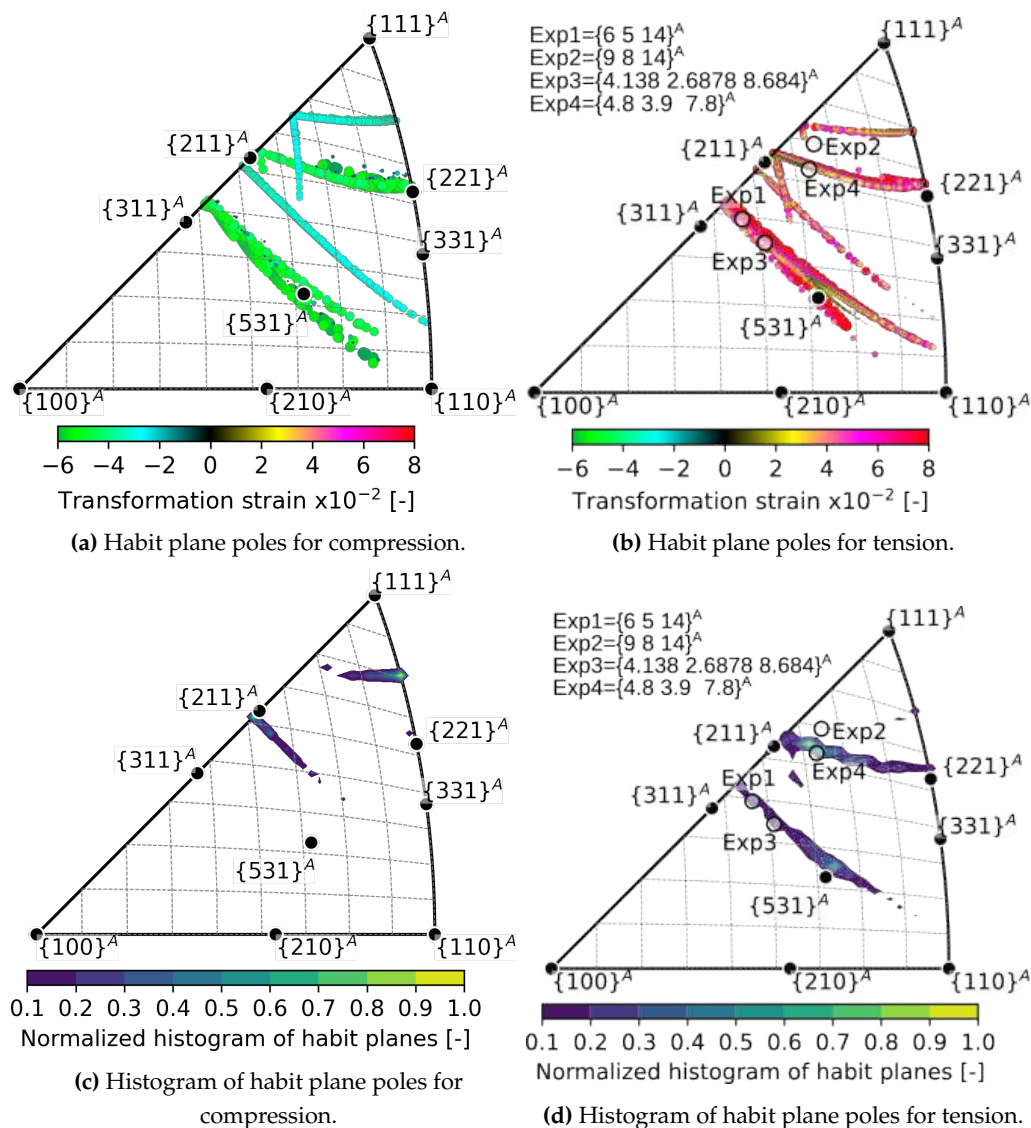 {111}^A
{211}^A
{221}^A
{311}^A
{331}^A
{531}^A
{100}^A
{210}^A
{110}^A
−6 −4 −2 0 2 4 6 8
Transformation strain x10^−2 [-]
(a) Habit plane poles for compression.
Exp1={6 5 14}^A
Exp2={9 8 14}^A
Exp3={4.138 2.6878 8.684}^A
Exp4={4.8 3.9 7.8}^A
{111}^A
{211}^A
Exp2
Exp4
{221}^A
{311}^A
Exp1
{331}^A
Exp3
{531}^A
{100}^A
{210}^A
{110}^A
−6 −4 −2 0 2 4 6 8
Transformation strain x10^−2 [-]
(b) Habit plane poles for tension.
{111}^A
{211}^A
{221}^A
{311}^A
{331}^A
{531}^A
{100}^A
{210}^A
{110}^A
0.1 0.2 0.3 0.4 0.5 0.6 0.7 0.8 0.9 1.0
Normalized histogram of habit planes [-]
(c) Histogram of habit plane poles for
compression.
Exp1={6 5 14}^A
Exp2={9 8 14}^A
Exp3={4.138 2.6878 8.684}^A
Exp4={4.8 3.9 7.8}^A
{111}^A
{211}^A
Exp2
Exp4
{221}^A
{311}^A
Exp1
{331}^A
Exp3
{531}^A
{100}^A
{210}^A
{110}^A
0.1 0.2 0.3 0.4 0.5 0.6 0.7 0.8 0.9 1.0
Normalized histogram of habit planes [-]
(d) Histogram of habit plane poles for tension.